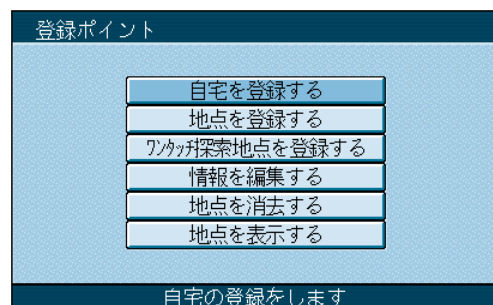 登録ポイント
自宅を登録する
地点を登録する
ﾜﾝﾀｯﾁ探索地点を登録する
情報を編集する
地点を消去する
地点を表示する
自宅の登録をします